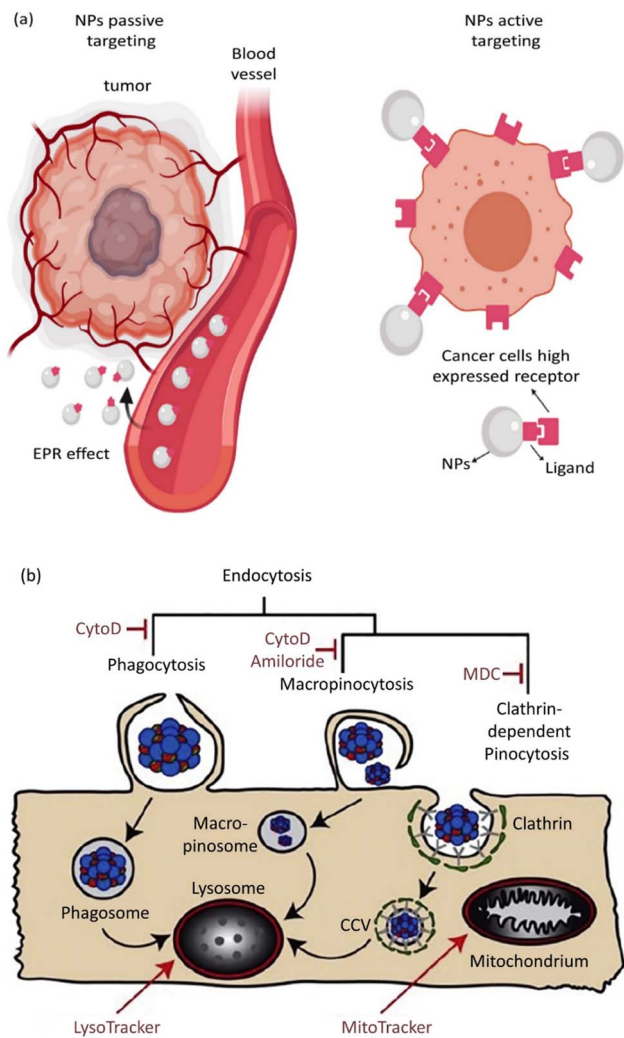 (a)
NPs passive
targeting
tumor
Blood
vessel
EPR effect
NPs active
targeting
Cancer cells high
expressed receptor
NPs
Ligand
(b)
Endocytosis
CytoD
Phagocytosis
CytoD
Amiloride
Macropinocytosis
MDC
Clathrin-
dependent
Pinocytosis
Macro-
pinosome
Clathrin
Phagosome
Lysosome
CCV
Mitochondrium
LysoTracker
MitoTracker